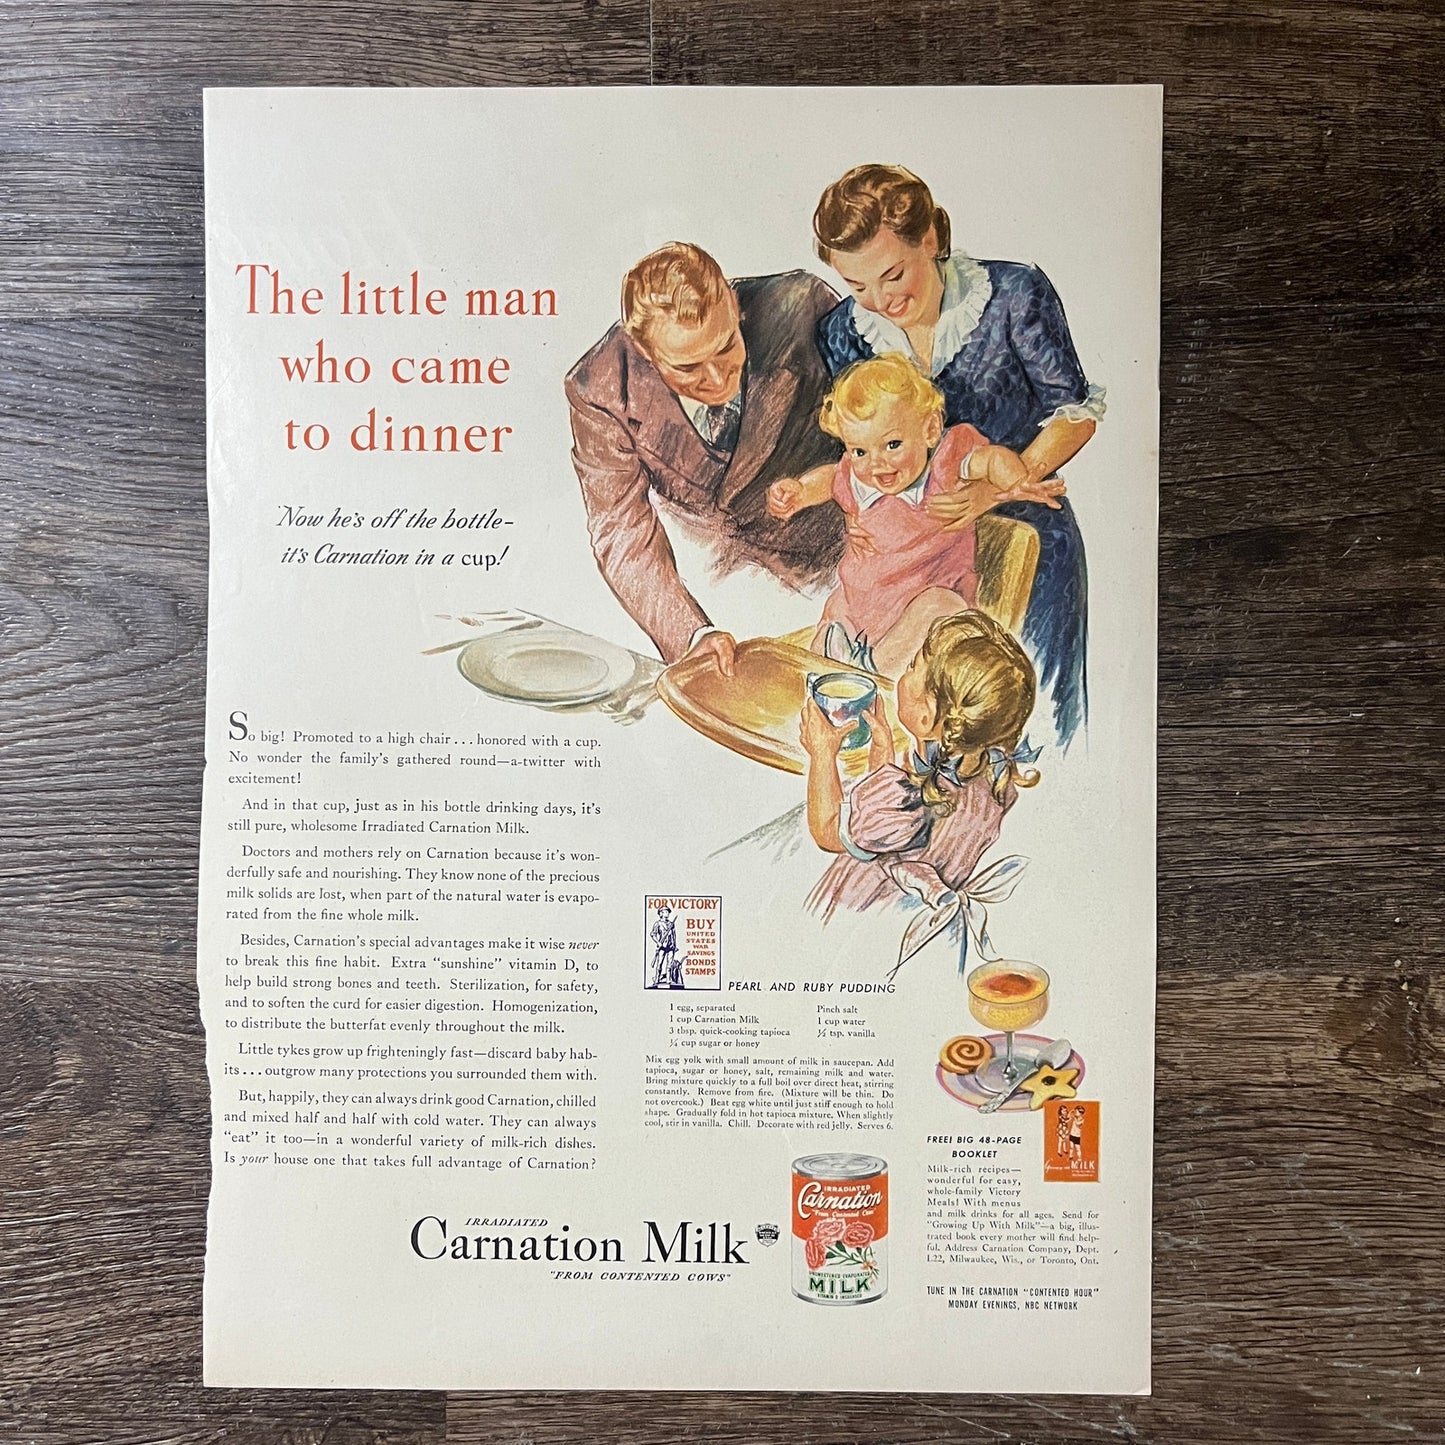 The little man
who came
to dinner
Now he's off the bottle–
it's Carnation in a cup!
So big! Promoted to a high chair . . . honored with a cup.
No wonder the family's gathered round—a-twitter with
excitement!
And in that cup, just as in his bottle drinking days, it's
still pure, wholesome Irradiated Carnation Milk.
Doctors and mothers rely on Carnation because it's won-
derfully safe and nourishing. They know none of the precious
milk solids are lost, when part of the natural water is evapo-
rated from the fine whole milk.
Besides, Carnation's special advantages make it wise never
to break this fine habit. Extra "sunshine" vitamin D, to
help build strong bones and teeth. Sterilization, for safety,
and to soften the curd for easier digestion. Homogenization,
to distribute the butterfat evenly throughout the milk.
Little tykes grow up frighteningly fast—discard baby hab-
its . . . outgrow many protections you surrounded them with.
But, happily, they can always drink good Carnation, chilled
and mixed half and half with cold water. They can always
"eat" it too—in a wonderful variety of milk-rich dishes.
Is your house one that takes full advantage of Carnation?
FOR VICTORY
BUY
UNITED
STATES
WAR
SAVINGS
BONDS
STAMPS
PEARL AND RUBY PUDDING
1 egg, separated
1 cup Carnation Milk
3 tbsp. quick-cooking tapioca
¼ cup sugar or honey
Pinch salt
1 cup water
½ tsp. vanilla
Mix egg yolk with small amount of milk in saucepan. Add
tapioca, sugar or honey, salt, remaining milk and water.
Bring mixture quickly to a full boil over direct heat, stirring
constantly. Remove from fire. (Mixture will be thin. Do
not overcook.) Beat egg white until just stiff enough to hold
shape. Gradually fold in hot tapioca mixture. When slightly
cool, stir in vanilla. Chill. Decorate with red jelly. Serves 6.
FREE! BIG 48-PAGE
BOOKLET
Milk-rich recipes—
wonderful for easy,
whole-family Victory
Meals! With menus
and milk drinks for all ages. Send for
"Growing Up With Milk"—a big, illus-
trated book every mother will find help-
ful. Address Carnation Company, Dept.
L22, Milwaukee, Wis., or Toronto, Ont.
TUNE IN THE CARNATION "CONTENTED HOUR"
MONDAY EVENINGS, NBC NETWORK
MILK
IRRADIATED
Carnation Milk
"FROM CONTENTED COWS"
IRRADIATED
Carnation
From Contented Cows
UNSWEETENED EVAPORATED
MILK
VITAMIN D INCREASED